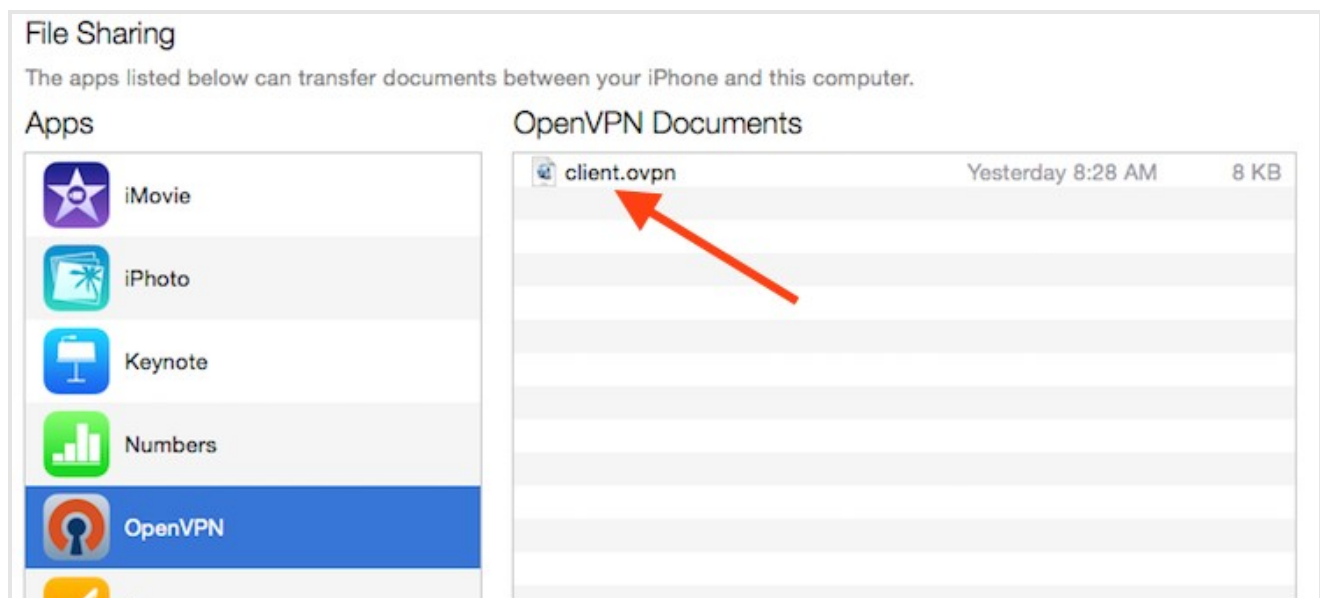 File Sharing
The apps listed below can transfer documents between your iPhone and this computer.
Apps
OpenVPN Documents
iMovie
iPhoto
Keynote
Numbers
OpenVPN
client.ovpn Yesterday 8:28 AM 8 KB